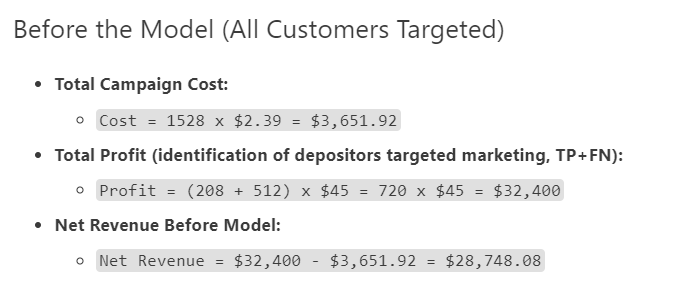 Before the Model (All Customers Targeted)
• Total Campaign Cost:
○ Cost = 1528 x $2.39 = $3,651.92
• Total Profit (identification of depositors targeted marketing, TP+FN):
○ Profit = (208 + 512) x $45 = 720 x $45 = $32,400
• Net Revenue Before Model:
○ Net Revenue = $32,400 - $3,651.92 = $28,748.08